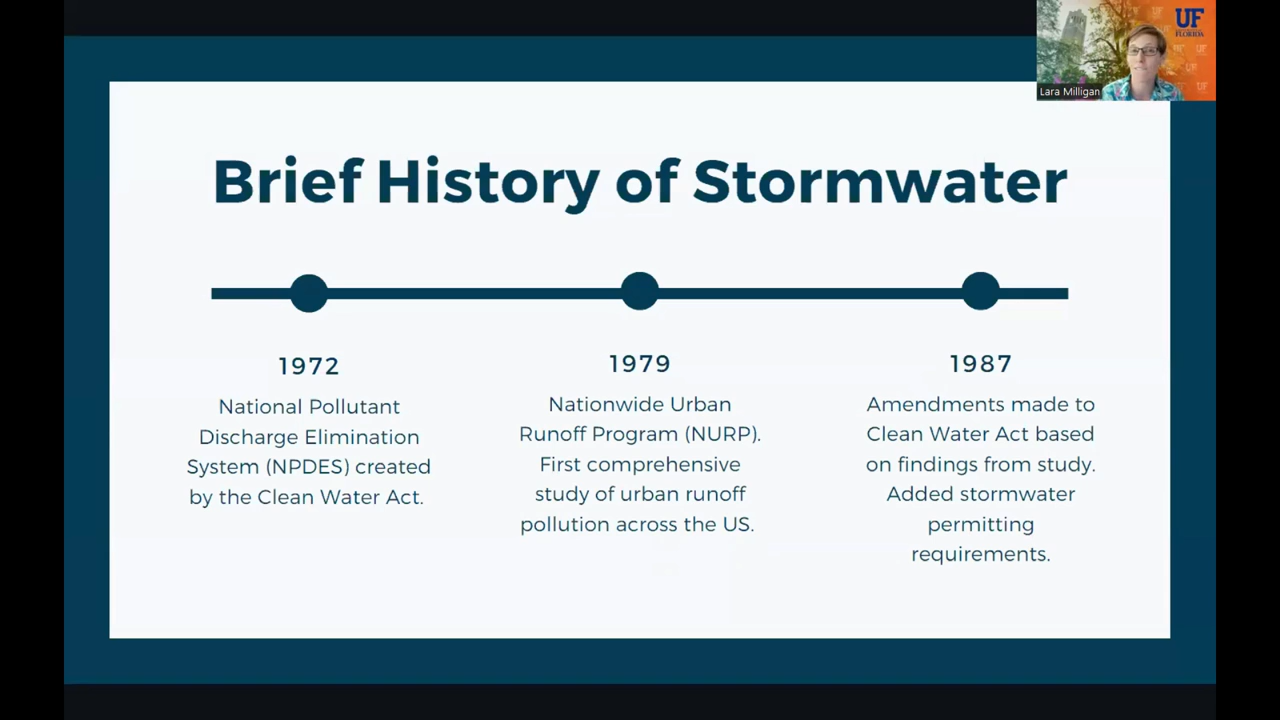 UF
FLORIDA
Lara Milligan
Brief History of Stormwater
1972
National Pollutant
Discharge Elimination
System (NPDES) created
by the Clean Water Act.
1979
Nationwide Urban
Runoff Program (NURP).
First comprehensive
study of urban runoff
pollution across the US.
1987
Amendments made to
Clean Water Act based
on findings from study.
Added stormwater
permitting
requirements.